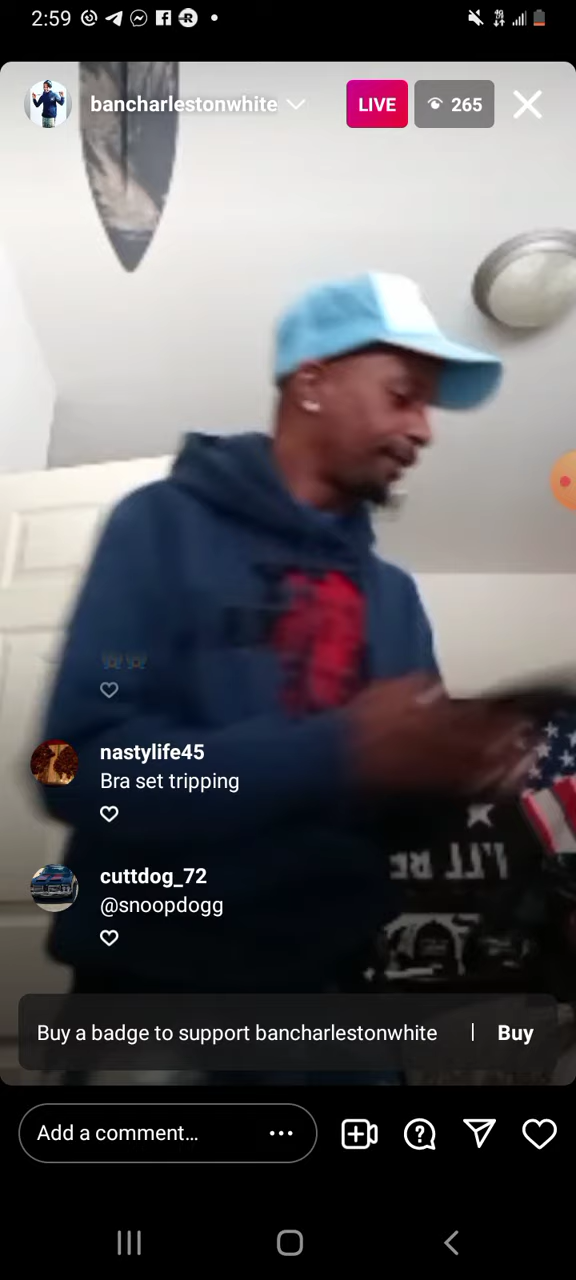 2:59
bancharlestonwhite
LIVE
265
nastylife45
Bra set tripping
cuttdog_72
@snoopdogg
Buy a badge to support bancharlestonwhite | Buy
Add a comment...